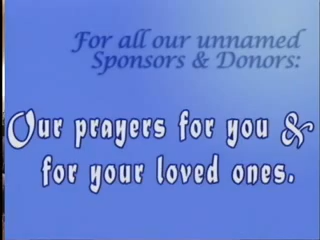 For all our unnamed
Sponsors & Donors:
Our prayers for you &
for your loved ones.